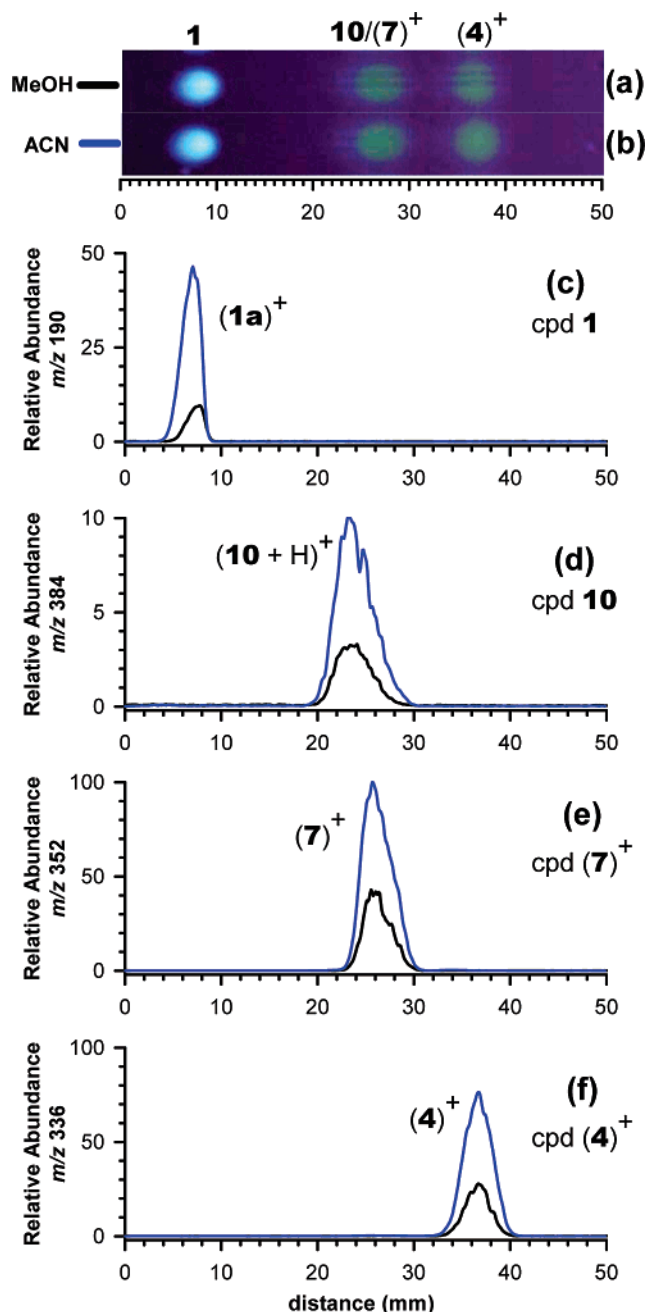 1 10/(7)+ (4)+
MeOH (a)
ACN (b)
0 10 20 30 40 50
Relative Abundance
m/z 190
50
25
0
(1a)+
(c)
cpd 1
0 10 20 30 40 50
Relative Abundance
m/z 384
10
5
0
(10 + H)+
(d)
cpd 10
0 10 20 30 40 50
Relative Abundance
m/z 352
100
50
0
(7)+
(e)
cpd (7)+
0 10 20 30 40 50
Relative Abundance
m/z 336
100
50
0
(4)+
(f)
cpd (4)+
0 10 20 30 40 50
distance (mm)